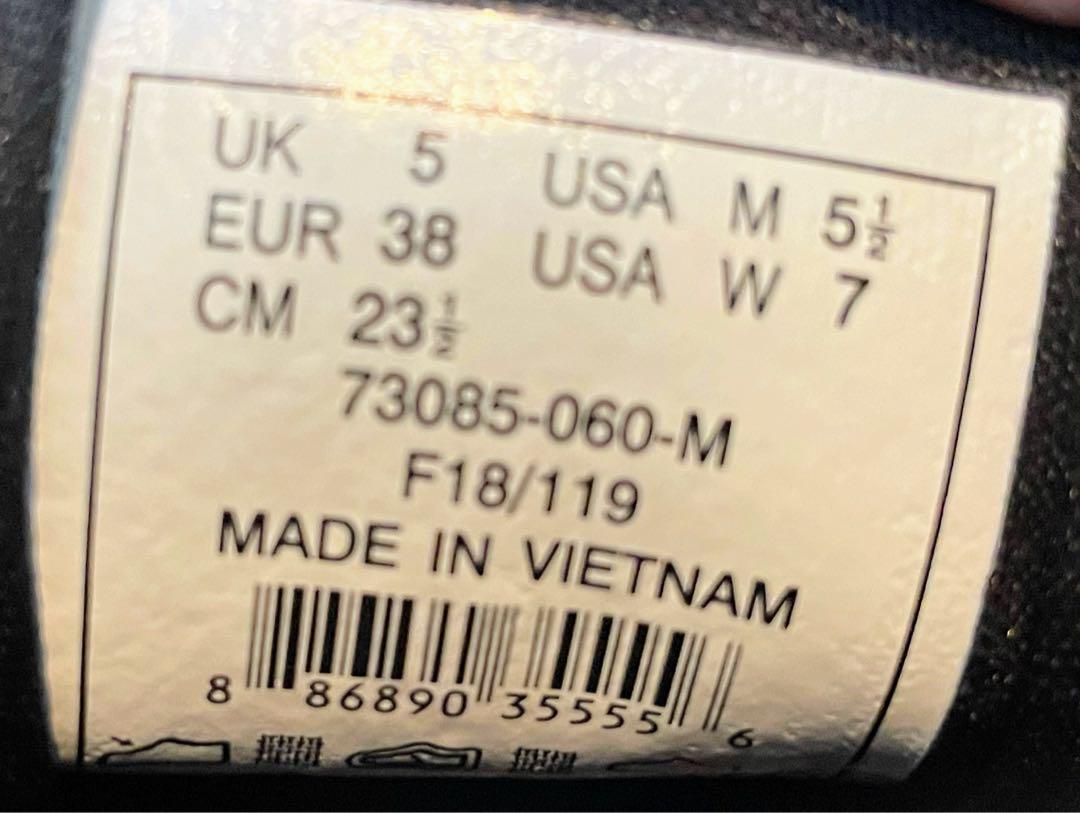 UK 5 USA M 5½
EUR 38 USA W 7
CM 23½
73085-060-M
F18/119
MADE IN VIETNAM
8 86890 35555 6